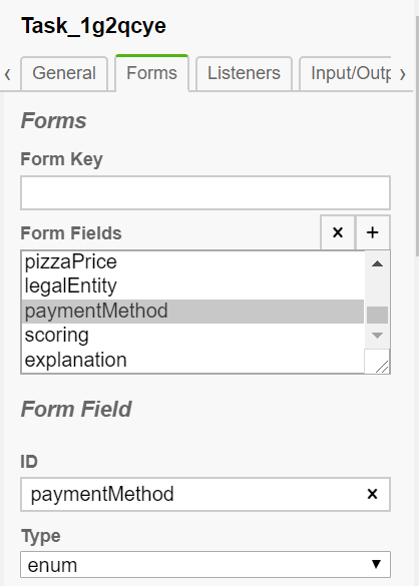 Task_1g2qcye
‹ General Forms Listeners Input/Outp ›
Forms
Form Key
Form Fields × +
pizzaPrice
legalEntity
paymentMethod
scoring
explanation
Form Field
ID
paymentMethod ×
Type
enum